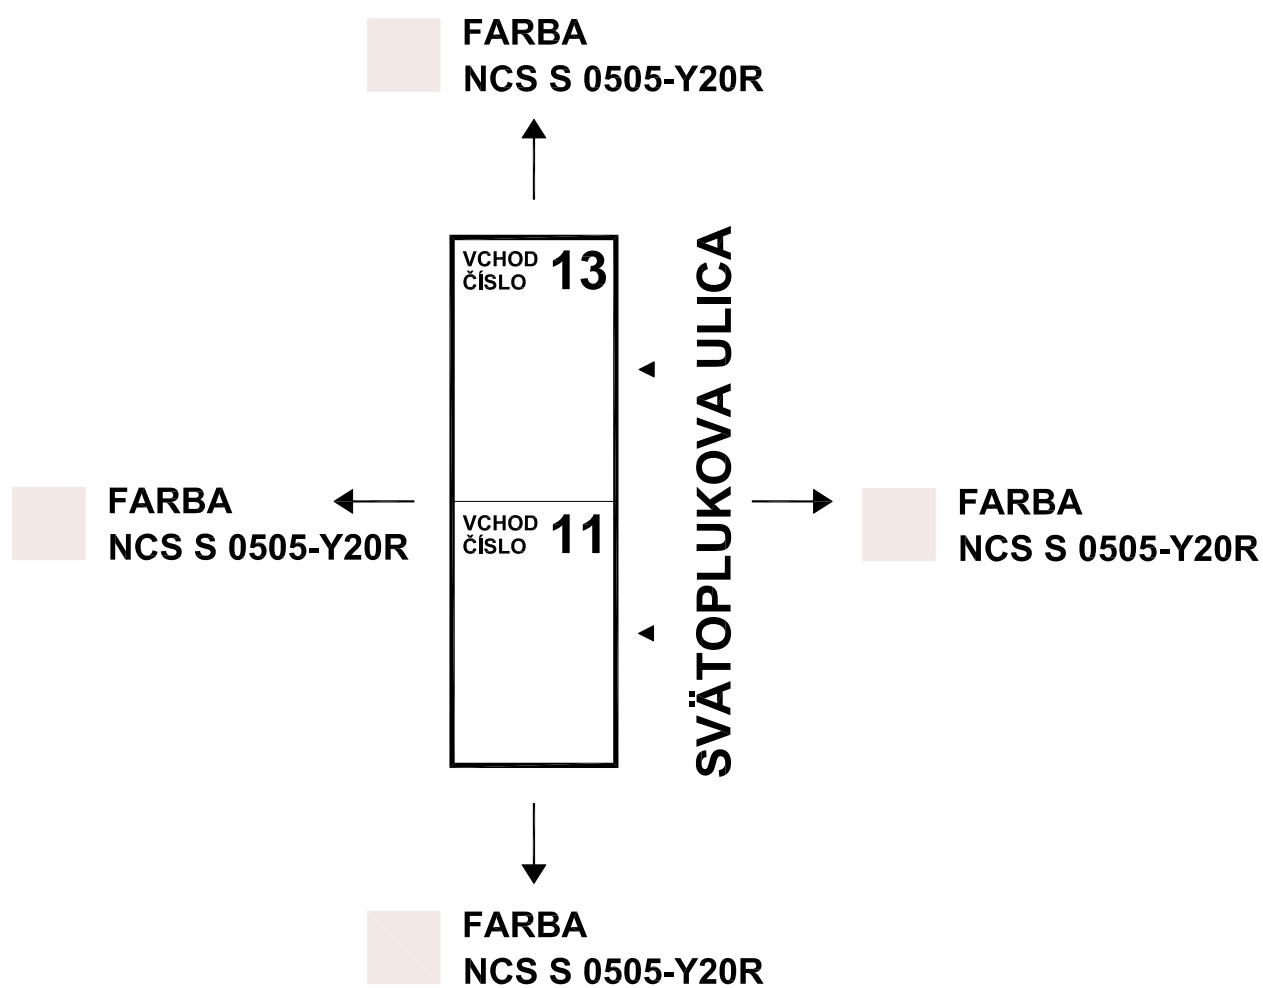 FARBA
NCS S 0505-Y20R
VCHOD
ČÍSLO
13
SVÄTOPLUKOVA ULICA
FARBA
NCS S 0505-Y20R
VCHOD
ČÍSLO
11
FARBA
NCS S 0505-Y20R
FARBA
NCS S 0505-Y20R